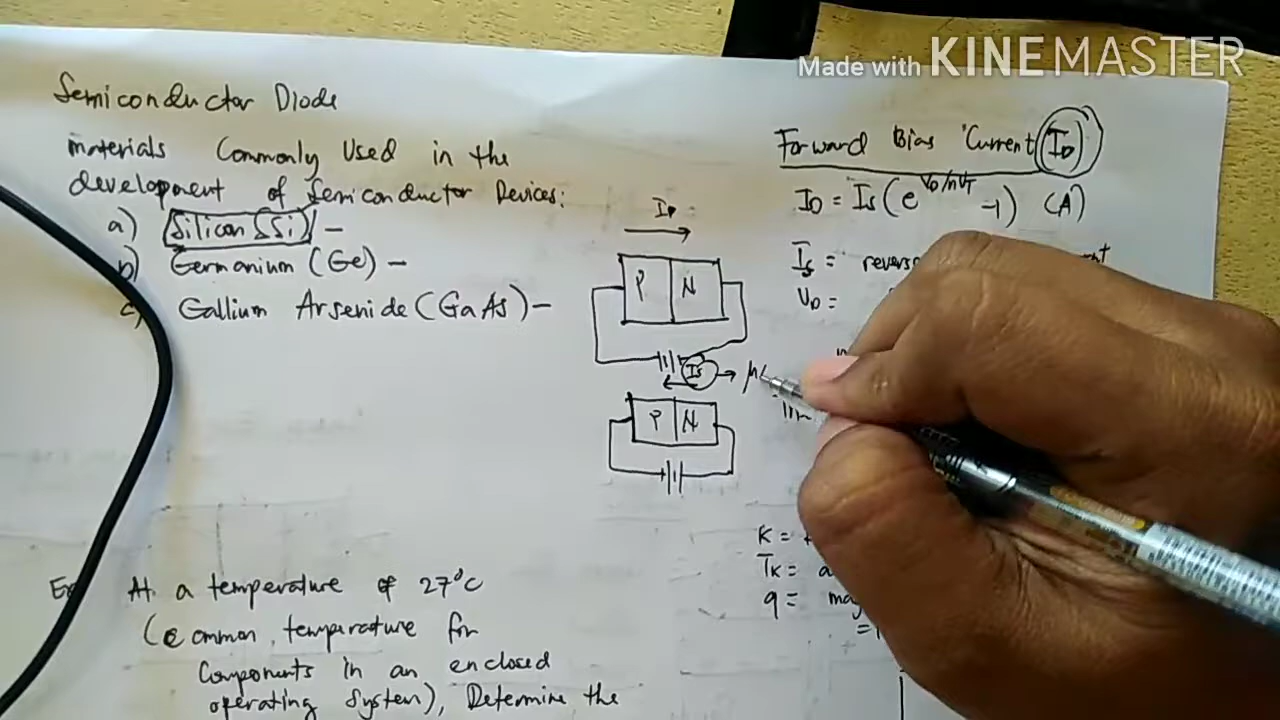 Made with KINEMASTER
Semiconductor Diode
materials Commonly Used in the
development of Semiconductor Devices:
a) Silicon (Si) -
b) Germanium (Ge) -
c) Gallium Arsenide (GaAs) -
Forward Bias Current (ID)
ID = Is(e^VD/nVT -1) (A)
Is =
VD =
ID
P N
Is
P N
K =
TK =
q =
Ex At a temperature of 27°C
(common temperature for
Components in an enclosed
operating System), Determine the